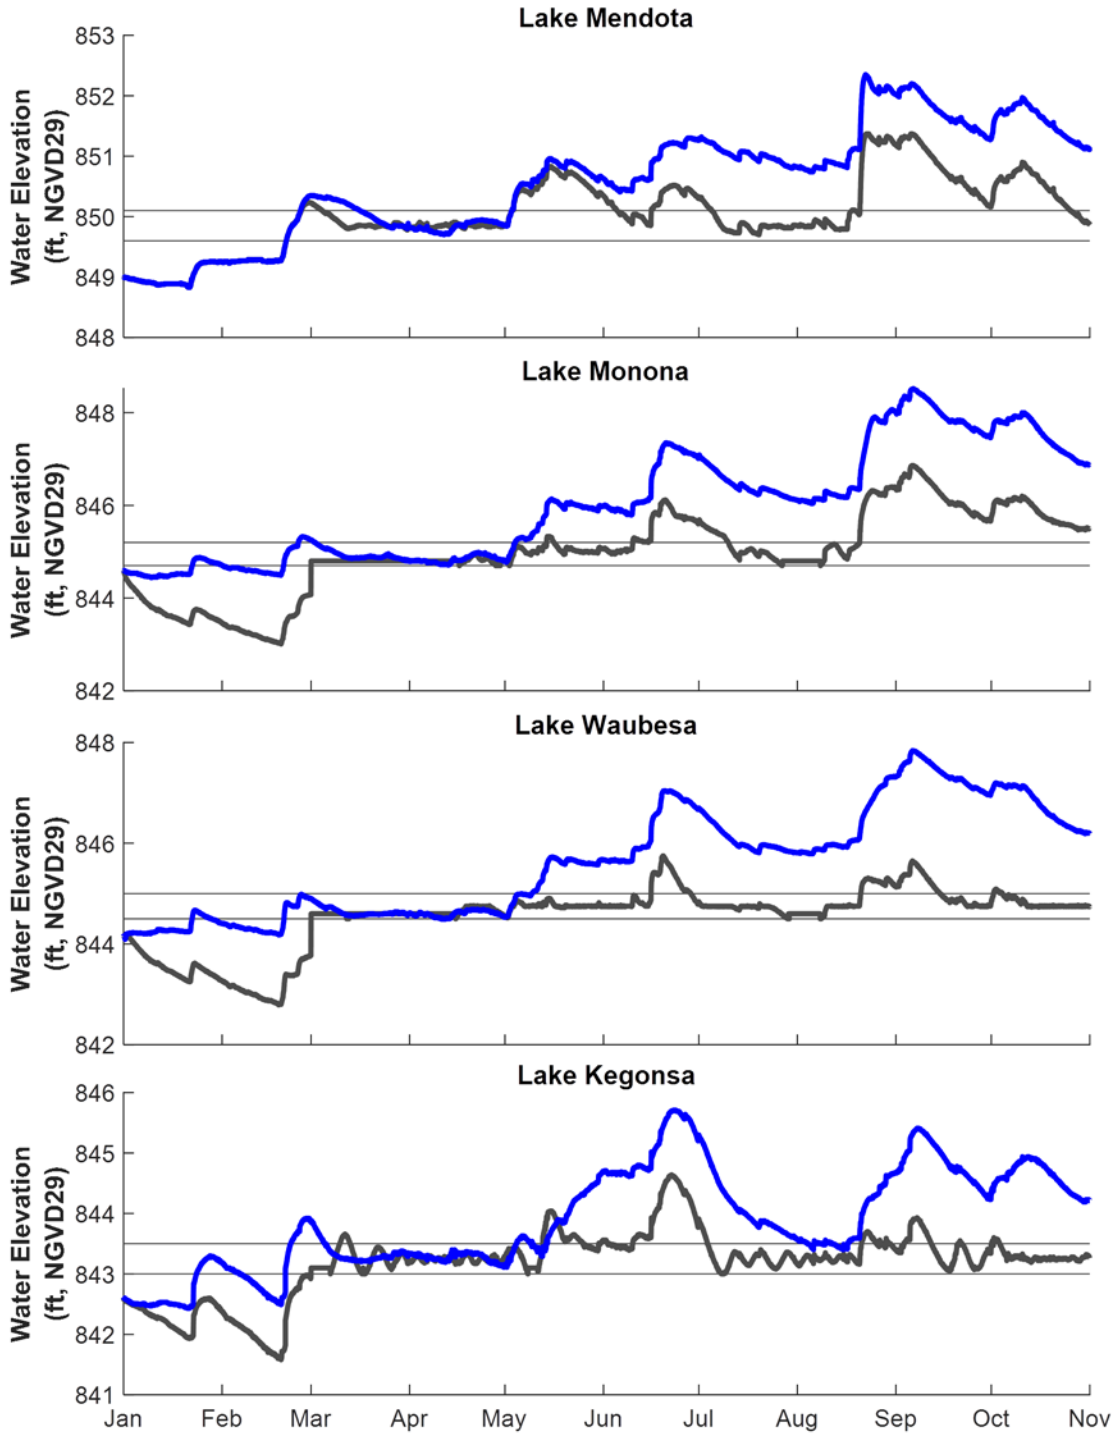 Lake Mendota
853
852
851
850
849
848
Water Elevation
(ft, NGVD29)
Lake Monona
848
846
844
842
Water Elevation
(ft, NGVD29)
Lake Waubesa
848
846
844
842
Water Elevation
(ft, NGVD29)
Lake Kegonsa
846
845
844
843
842
841
Water Elevation
(ft, NGVD29)
Jan Feb Mar Apr May Jun Jul Aug Sep Oct Nov